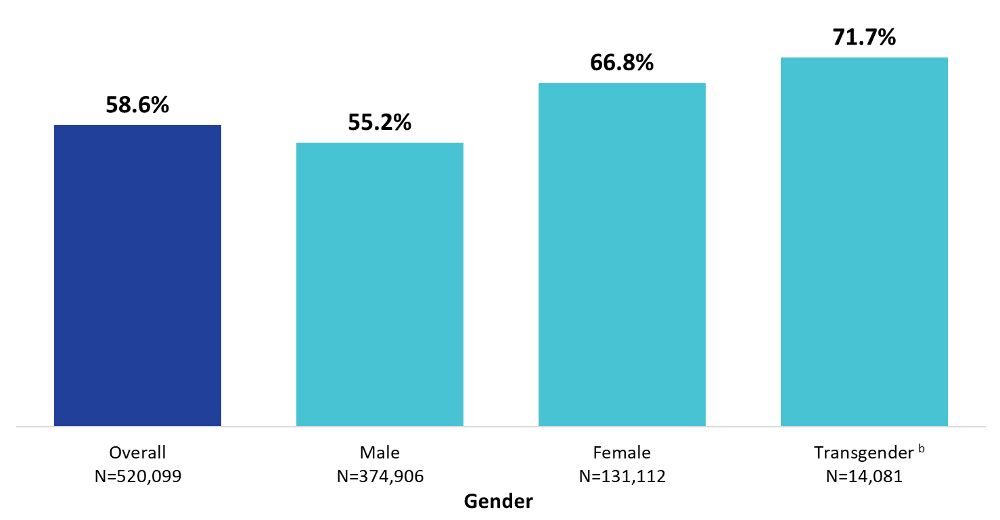 71.7%
66.8%
58.6%
55.2%
Overall Male Female Transgender ᵇ
N=520,099 N=374,906 N=131,112 N=14,081
Gender